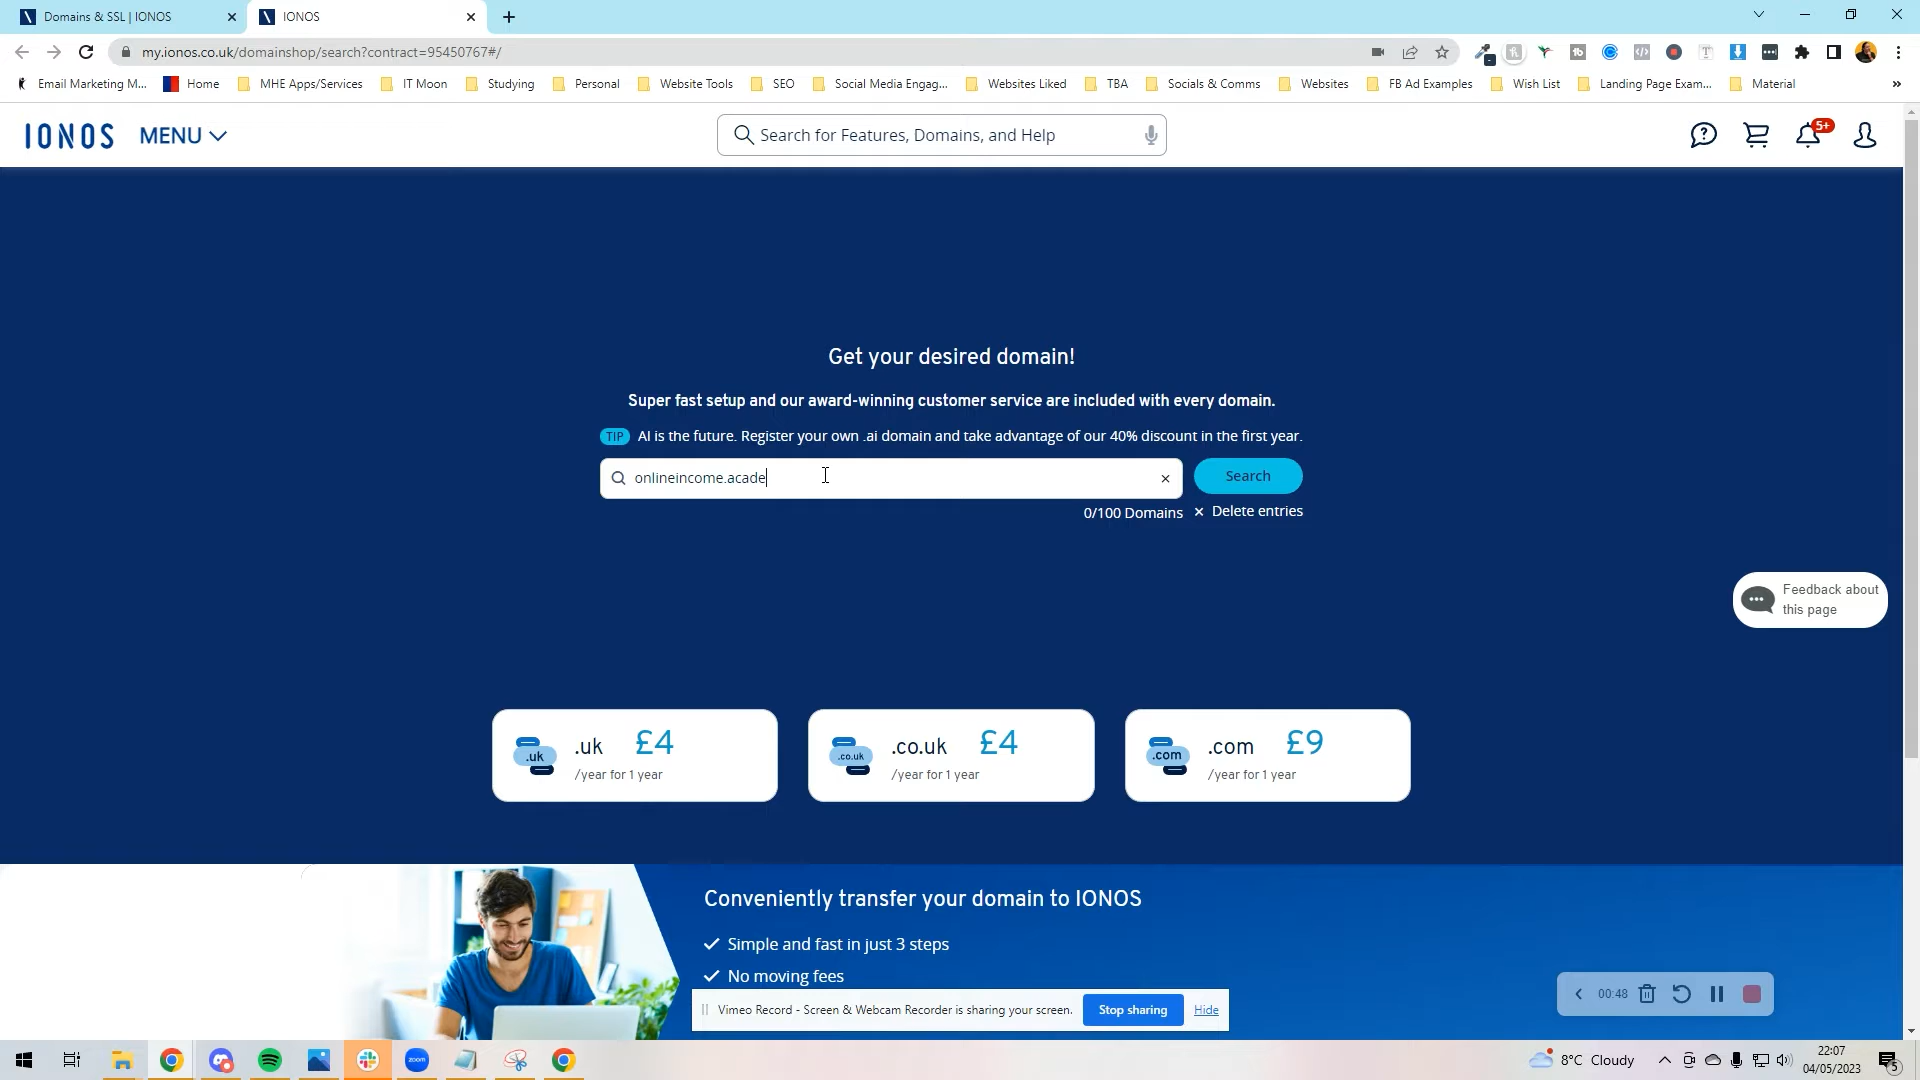 Domains & SSL | IONOS
IONOS
my.ionos.co.uk/domainshop/search?contract=95450767#/
Email Marketing M...
Home
MHE Apps/Services
IT Moon
Studying
Personal
Website Tools
SEO
Social Media Engag...
Websites Liked
TBA
Socials & Comms
Websites
FB Ad Examples
Wish List
Landing Page Exam...
Material
»
IONOS
MENU
Search for Features, Domains, and Help
5+
Get your desired domain!
Super fast setup and our award-winning customer service are included with every domain.
TIP AI is the future. Register your own .ai domain and take advantage of our 40% discount in the first year.
onlineincome.acade
Search
0/100 Domains
Delete entries
Feedback about
this page
.uk
.uk £4
/year for 1 year
.co.uk
.co.uk £4
/year for 1 year
.com
.com £9
/year for 1 year
Conveniently transfer your domain to IONOS
Simple and fast in just 3 steps
No moving fees
Vimeo Record - Screen & Webcam Recorder is sharing your screen.
Stop sharing
Hide
00:48
zoom
8°C Cloudy
22:07
04/05/2023
5